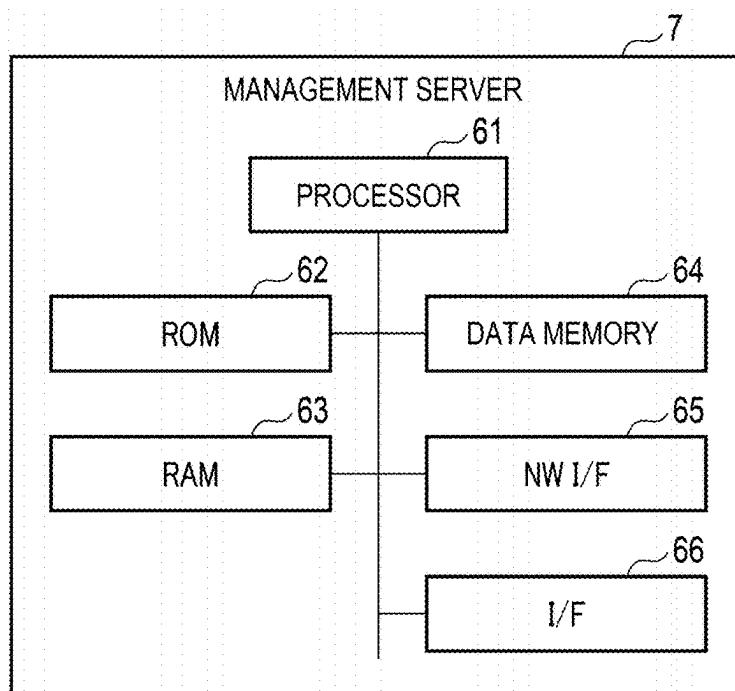 7
MANAGEMENT SERVER
61
PROCESSOR
62
64
ROM
DATA MEMORY
63
65
RAM
NW I/F
66
I/F